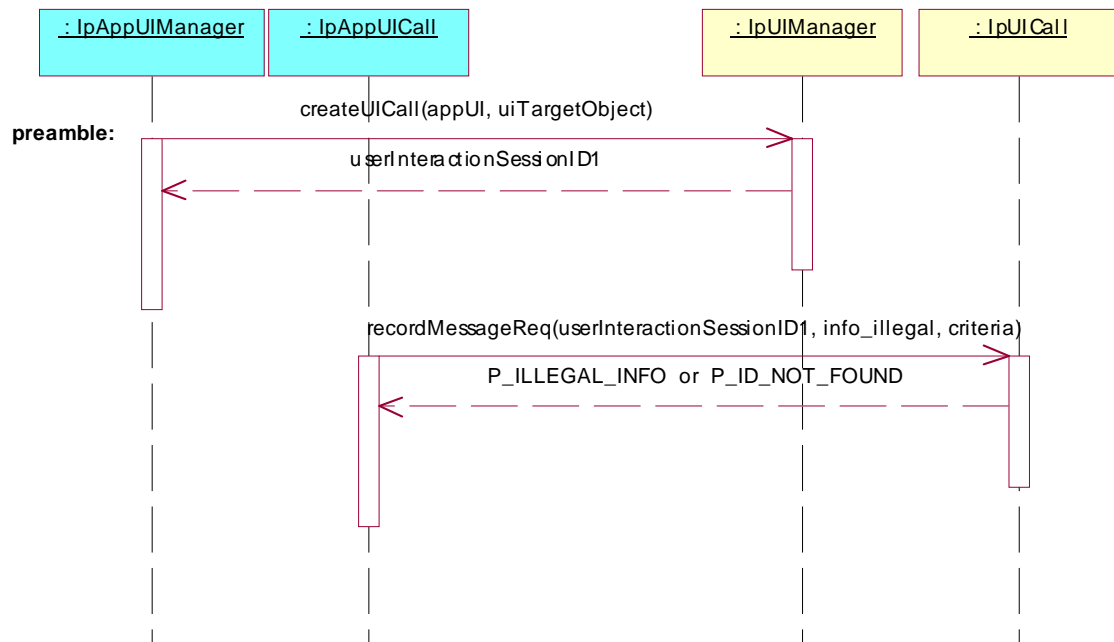 : IpAppUIManager
: IpAppUICall
: IpUIManager
: IpUICall
createUICall(appUI, uiTargetObject)
preamble:
userInteractionSessionID1
recordMessageReq(userInteractionSessionID1, info_illegal, criteria)
P_ILLEGAL_INFO or P_ID_NOT_FOUND